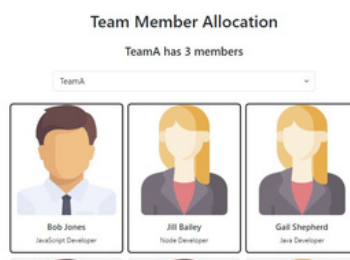 Team Member Allocation
TeamA has 3 members
TeamA
Bob Jones
Jill Bailey
Gail Shepherd
JavaScript Developer
Node Developer
Java Developer